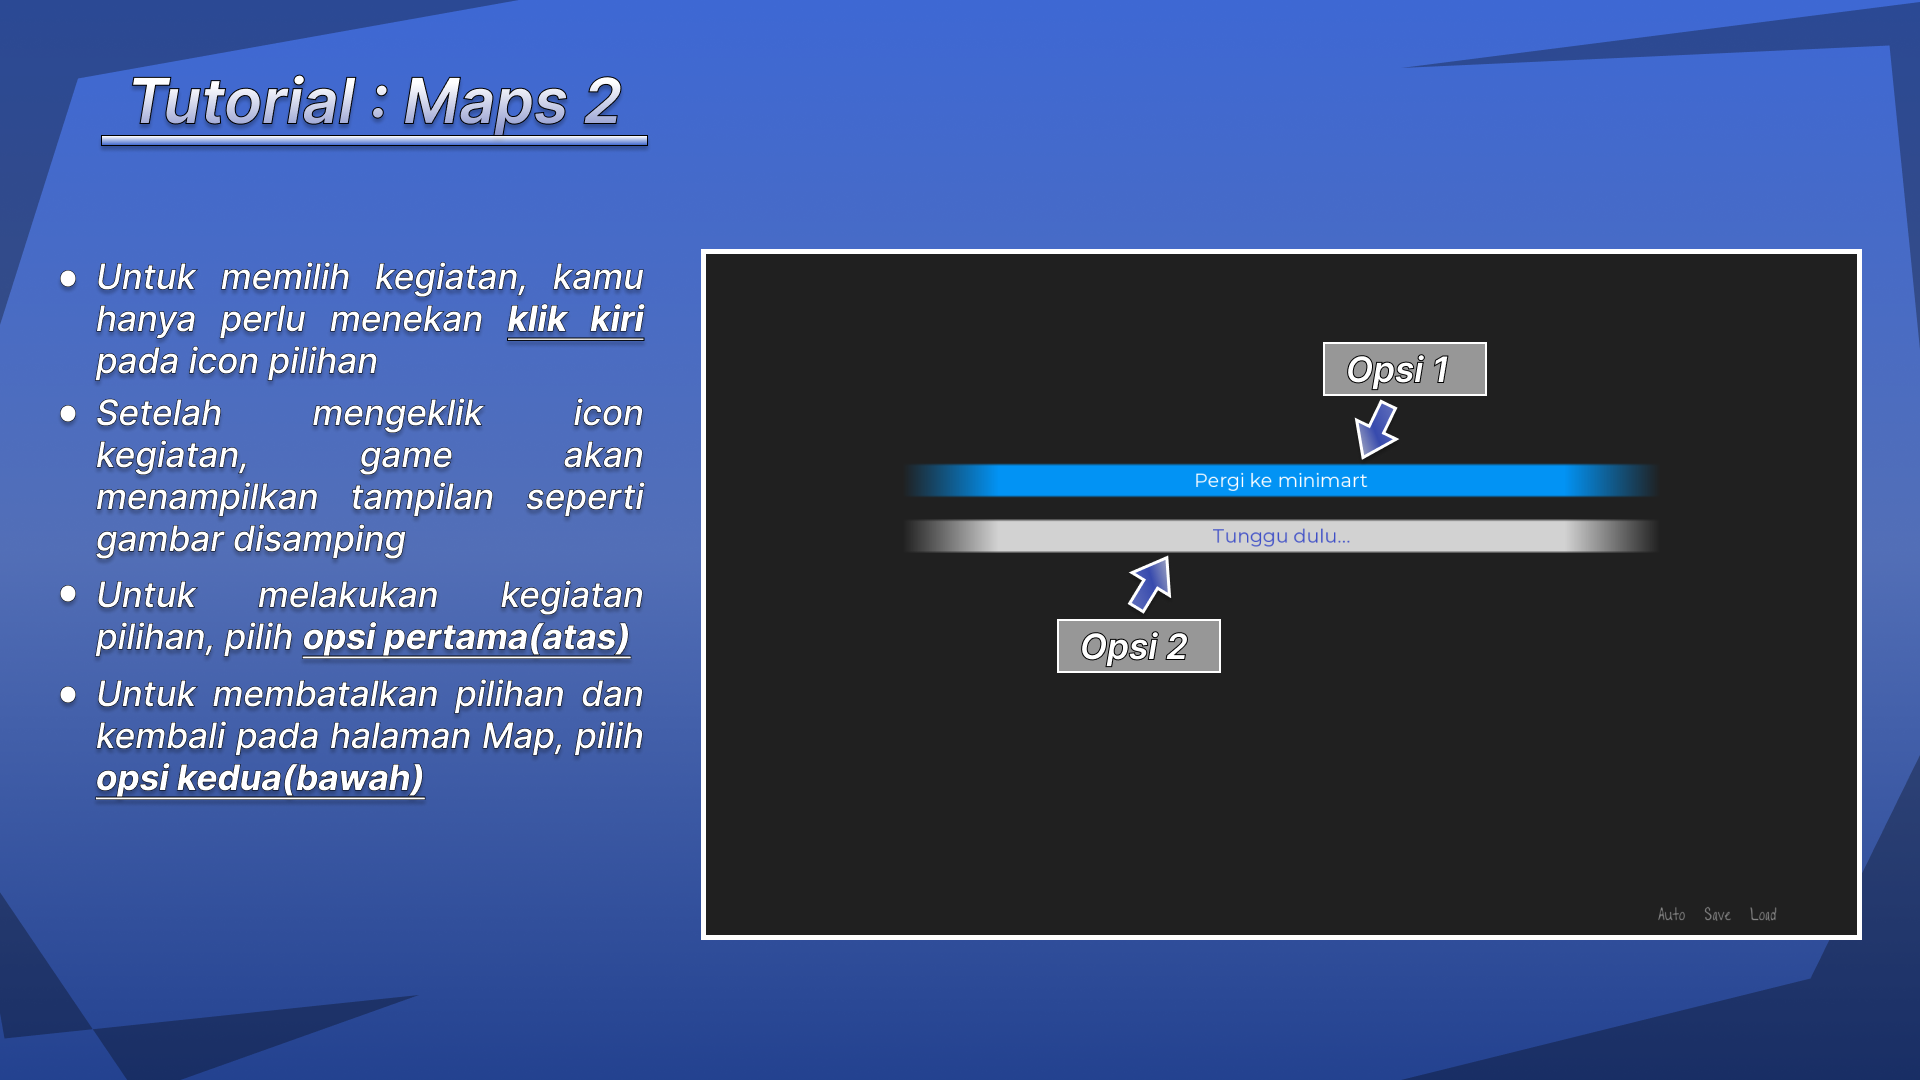 Tutorial : Maps 2
Untuk memilih kegiatan, kamu
hanya perlu menekan klik kiri
pada icon pilihan
Setelah mengeklik icon
kegiatan, game akan
menampilkan tampilan seperti
gambar disamping
Untuk melakukan kegiatan
pilihan, pilih opsi pertama(atas)
Untuk membatalkan pilihan dan
kembali pada halaman Map, pilih
opsi kedua(bawah)
Opsi 1
Pergi ke minimart
Tunggu dulu...
Opsi 2
Auto Save Load